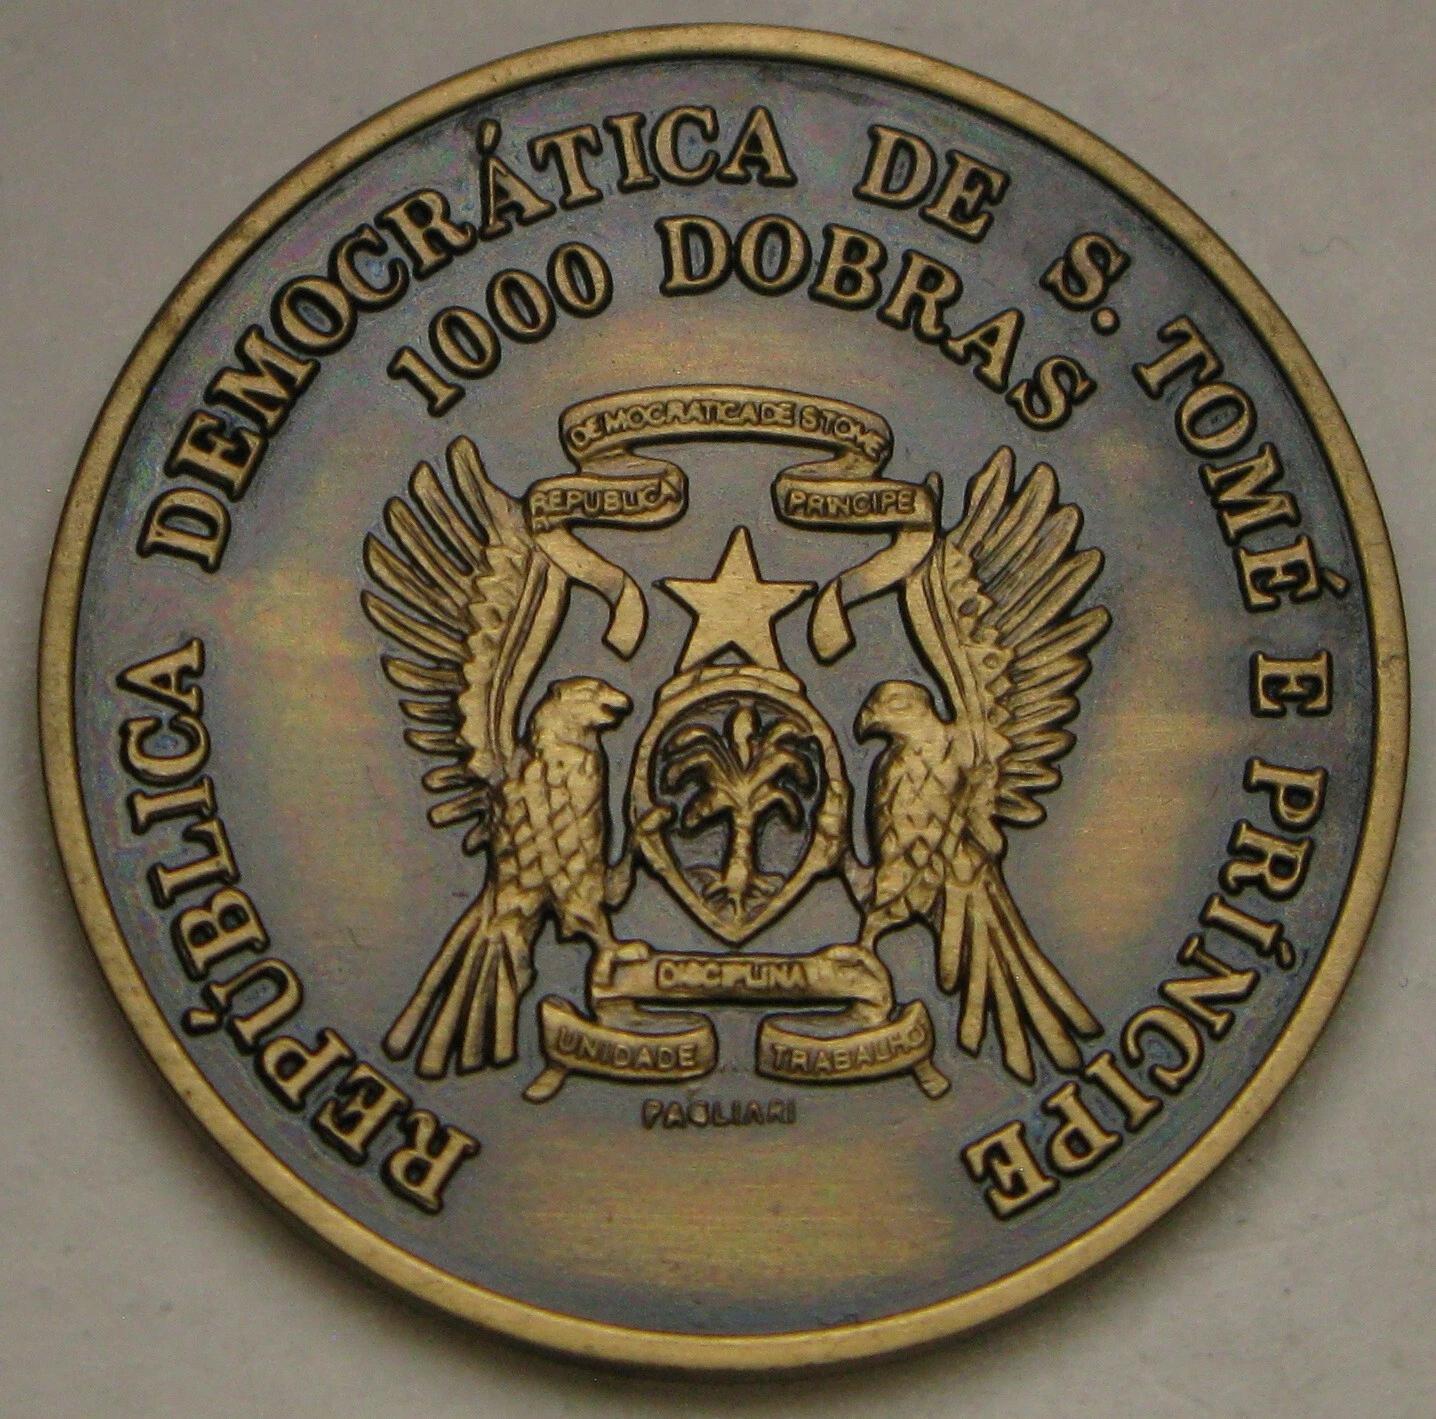 REPÚBLICA DEMOCRÁTICA DE S. TOMÉ E PRÍNCIPE
1000 DOBRAS
DEMOCRATICA DE S TOME
REPUBLICA
PRINCIPE
DISCIPLINA
UNIDADE
TRABALHO
PAGLIARI